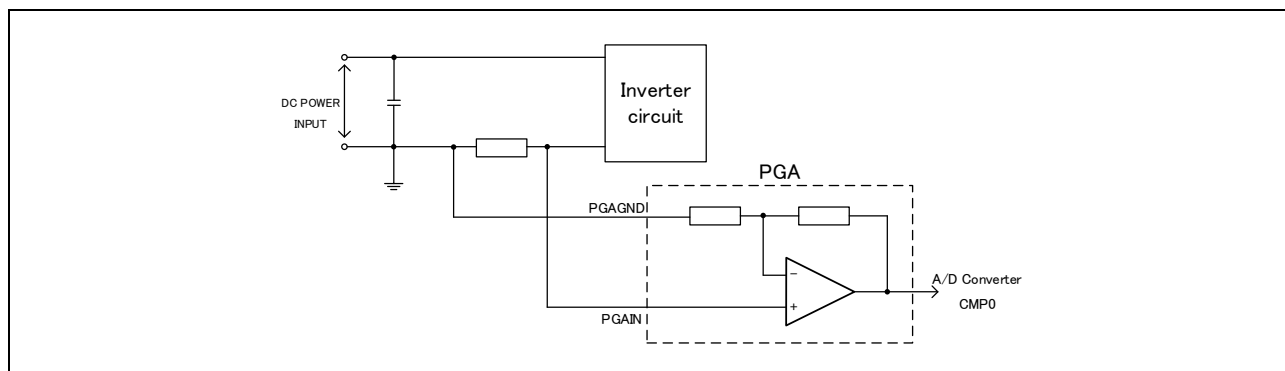 DC POWER
INPUT
Inverter
circuit
PGA
PGAGND
−
+
PGAIN
A/D Converter
CMP0